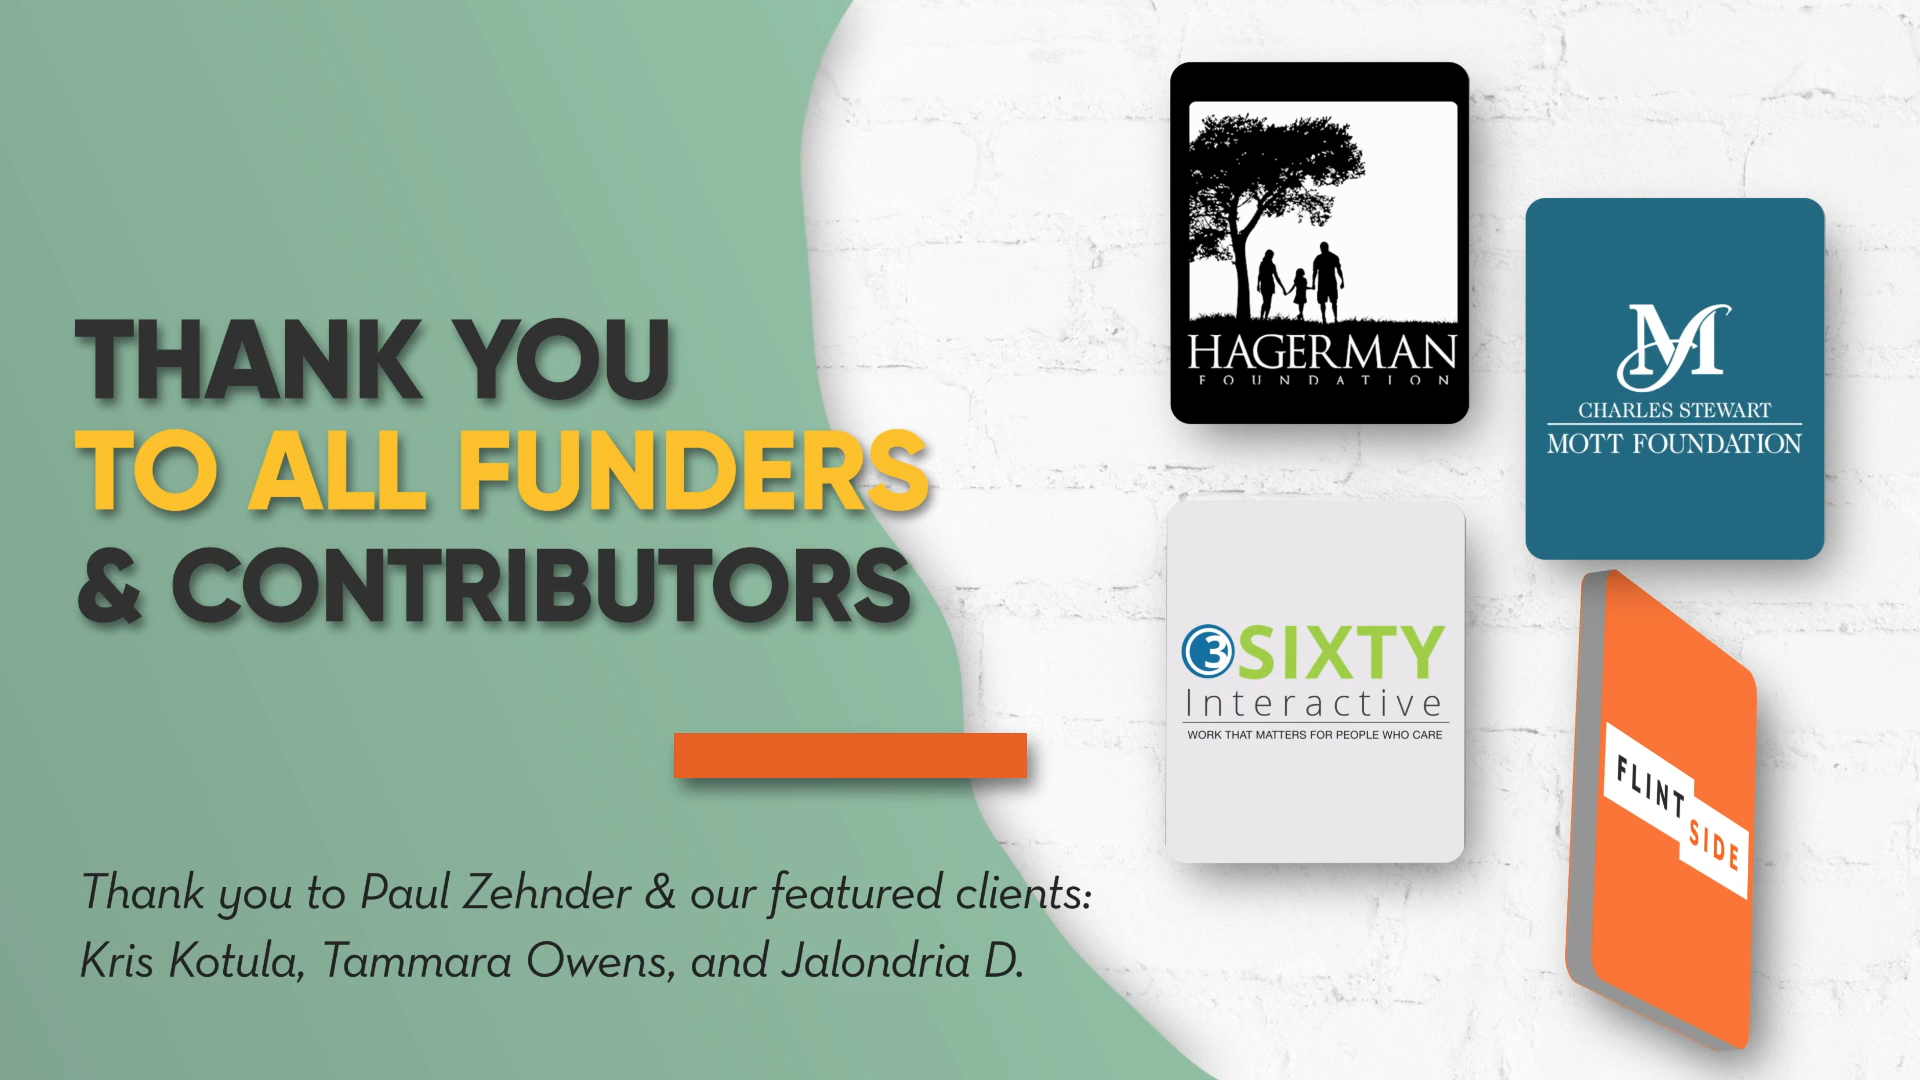 THANK YOU
TO ALL FUNDERS
& CONTRIBUTORS
Thank you to Paul Zehnder & our featured clients:
Kris Kotula, Tammara Owens, and Jalondria D.
HAGERMAN
FOUNDATION
M
CHARLES STEWART
MOTT FOUNDATION
3SIXTY
Interactive
WORK THAT MATTERS FOR PEOPLE WHO CARE
FLINT
SIDE